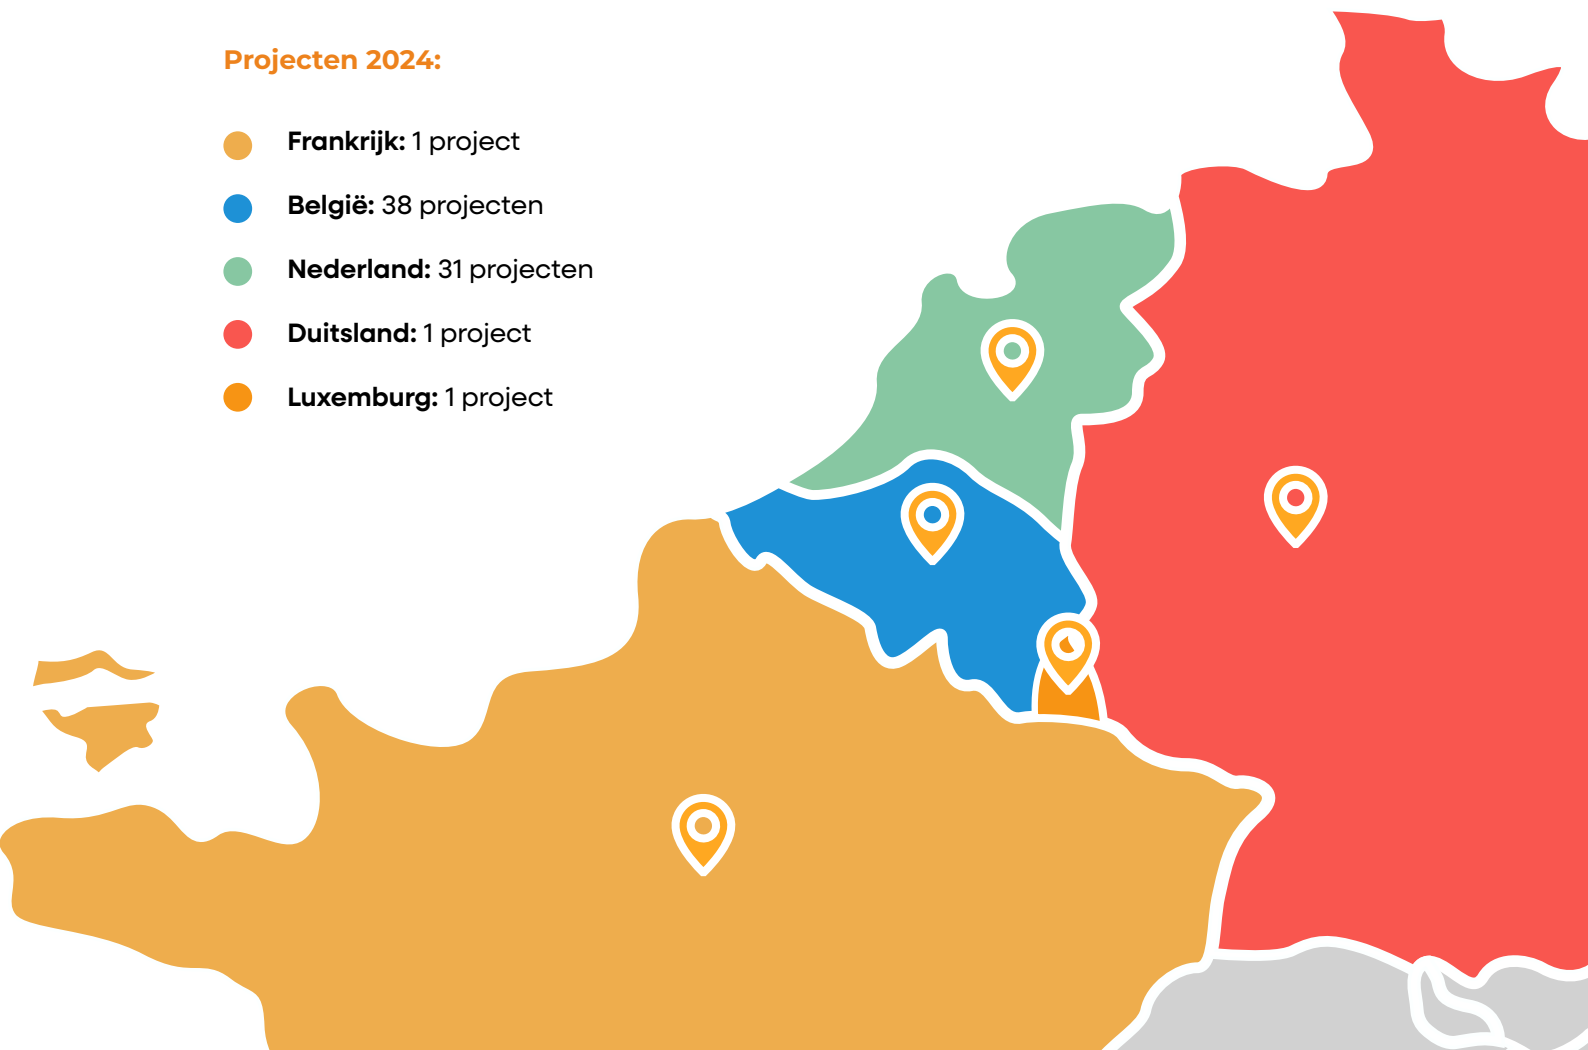 Projecten 2024:
Frankrijk: 1 project
België: 38 projecten
Nederland: 31 projecten
Duitsland: 1 project
Luxemburg: 1 project